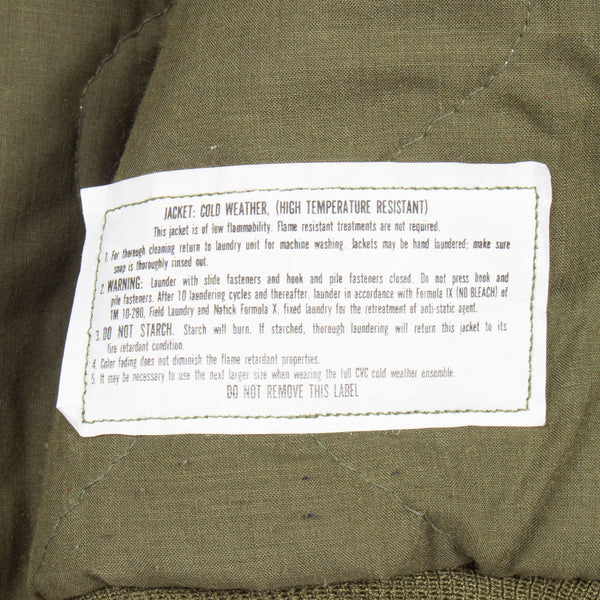 JACKET: COLD WEATHER, (HIGH TEMPERATURE RESISTANT)
This jacket is of low flammability. Flame resistant treatments are not required.
1. For thorough cleaning return to laundry unit for machine washing. Jackets may be hand laundered; make sure
soap is thoroughly rinsed out.
2. WARNING: Launder with slide fasteners and hook and pile fasteners closed. Do not press hook and
pile fasteners. After 10 laundering cycles and thereafter, launder in accordance with Formula IX (NO BLEACH) of
TM 10-280, Field Laundry and Natick Formula X, fixed laundry for the retreatment of anti-static agent.
3. DO NOT STARCH. Starch will burn. If starched, thorough laundering will return this jacket to its
fire retardant condition.
4. Color fading does not diminish the flame retardant properties.
5. It may be necessary to use the next larger size when wearing the full CVC cold weather ensemble.
DO NOT REMOVE THIS LABEL